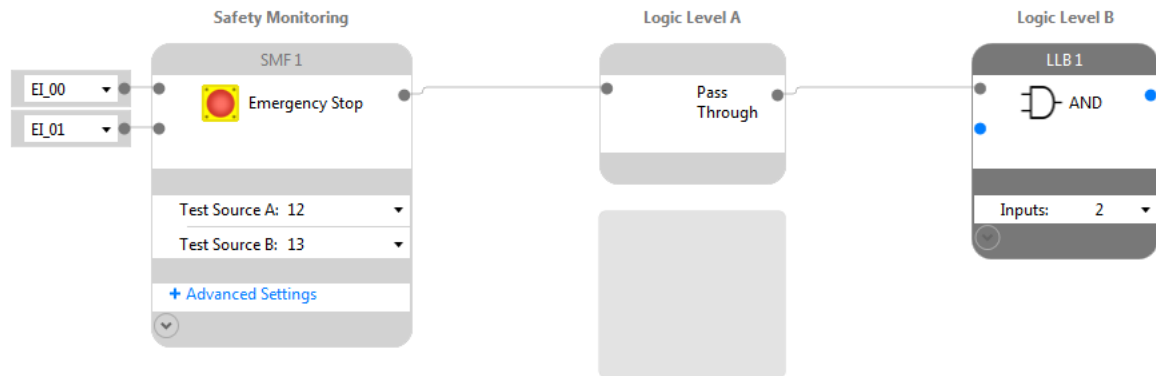 Safety Monitoring
Logic Level A
Logic Level B
SMF 1
LLB 1
EI_00
EI_01
Emergency Stop
Pass
Through
AND
Test Source A: 12
Test Source B: 13
Inputs: 2
+ Advanced Settings